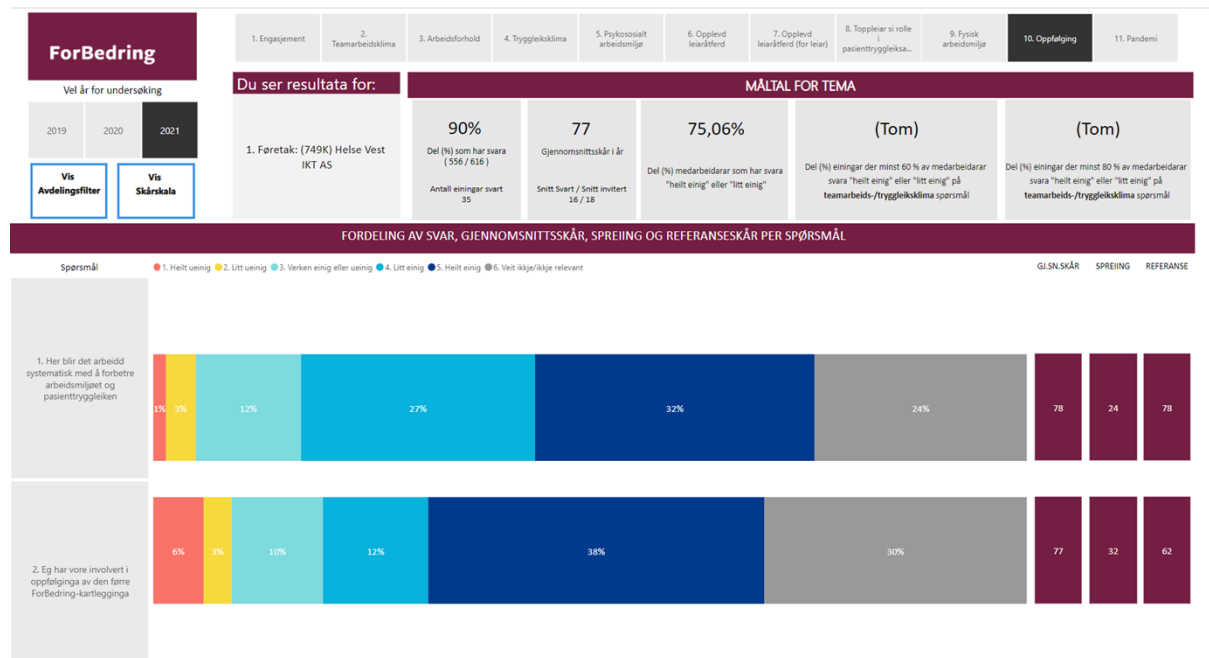 ForBedring
Vel år for undersøking
2019
2020
2021
Vis
Avdelingsfilter
Vis
Skårskala
1. Engasjement
2.
Teamarbeidsklima
3. Arbeidsforhold
4. Tryggleiksklima
5. Psykososialt
arbeidsmiljø
6. Opplevd
leiaråtferd
7. Opplevd
leiaråtferd (for leiar)
8. Toppleiar si rolle
i
pasienttryggleiksa...
9. Fysisk
arbeidsmiljø
10. Oppfølging
11. Pandemi
Du ser resultata for:
1. Føretak: (749K) Helse Vest
IKT AS
MÅLTAL FOR TEMA
90%
Del (%) som har svara
( 556 / 616 )
Antall einingar svart
35
77
Gjennomsnittsskår i år
Snitt Svart / Snitt invitert
16 / 18
75,06%
Del (%) medarbeidarar som har svara
"heilt einig" eller "litt einig"
(Tom)
Del (%) einingar der minst 60 % av medarbeidarar
svara "heilt einig" eller "litt einig" på
teamarbeids-/tryggleiksklima spørsmål
(Tom)
Del (%) einingar der minst 80 % av medarbeidarar
svara "heilt einig" eller "litt einig" på
teamarbeids-/tryggleiksklima spørsmål
FORDELING AV SVAR, GJENNOMSNITTSSKÅR, SPREIING OG REFERANSESKÅR PER SPØRSMÅL
Spørsmål
1. Heilt ueinig 2. Litt ueinig 3. Verken einig eller ueinig 4. Litt einig 5. Heilt einig 6. Veit ikkje/ikkje relevant
GJ.SN.SKÅR SPREIING REFERANSE
1. Her blir det arbeidd
systematisk med å forbetre
arbeidsmiljøet og
pasienttryggleiken
1% 3% 12% 27% 32% 24% 78 24 78
2. Eg har vore involvert i
oppfølginga av den førre
ForBedring-kartlegginga
6% 3% 10% 12% 38% 30% 77 32 62